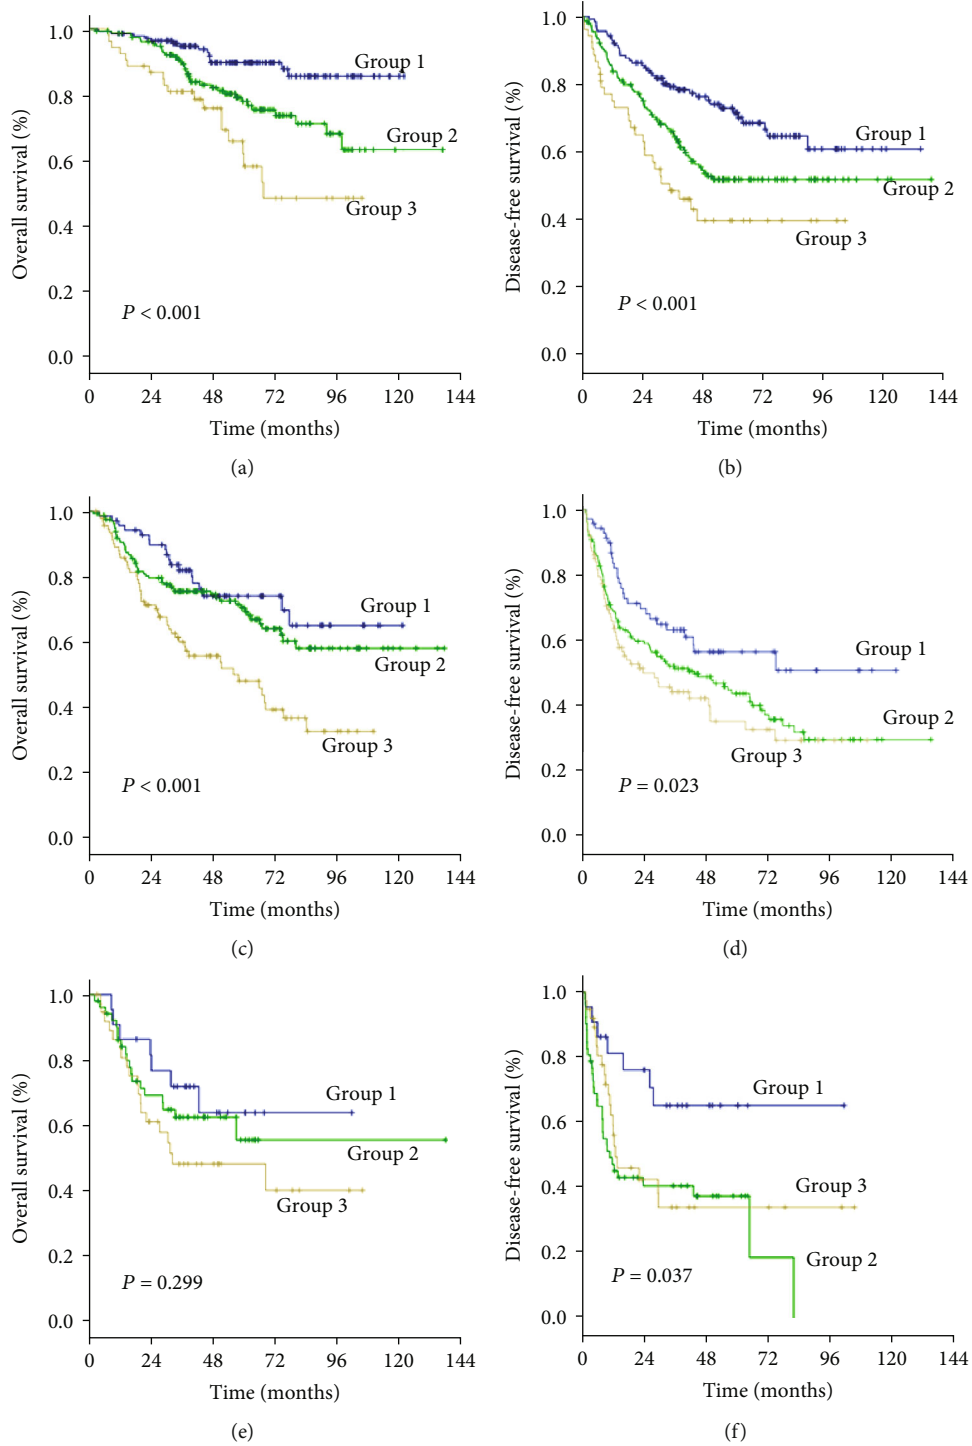 Overall survival (%)
1.0
0.8
0.6
0.4
0.2
0.0
Group 1
Group 2
Group 3
P < 0.001
0 24 48 72 96 120 144
Time (months)
(a)
Disease-free survival (%)
1.0
0.8
0.6
0.4
0.2
0.0
Group 1
Group 2
Group 3
P < 0.001
0 24 48 72 96 120 144
Time (months)
(b)
Overall survival (%)
1.0
0.8
0.6
0.4
0.2
0.0
Group 1
Group 2
Group 3
P < 0.001
0 24 48 72 96 120 144
Time (months)
(c)
Disease-free survival (%)
1.0
0.8
0.6
0.4
0.2
0.0
Group 1
Group 2
Group 3
P = 0.023
0 24 48 72 96 120 144
Time (months)
(d)
Overall survival (%)
1.0
0.8
0.6
0.4
0.2
0.0
Group 1
Group 2
Group 3
P = 0.299
0 24 48 72 96 120 144
Time (months)
(e)
Disease-free survival (%)
1.0
0.8
0.6
0.4
0.2
0.0
Group 1
Group 3
Group 2
P = 0.037
0 24 48 72 96 120 144
Time (months)
(f)